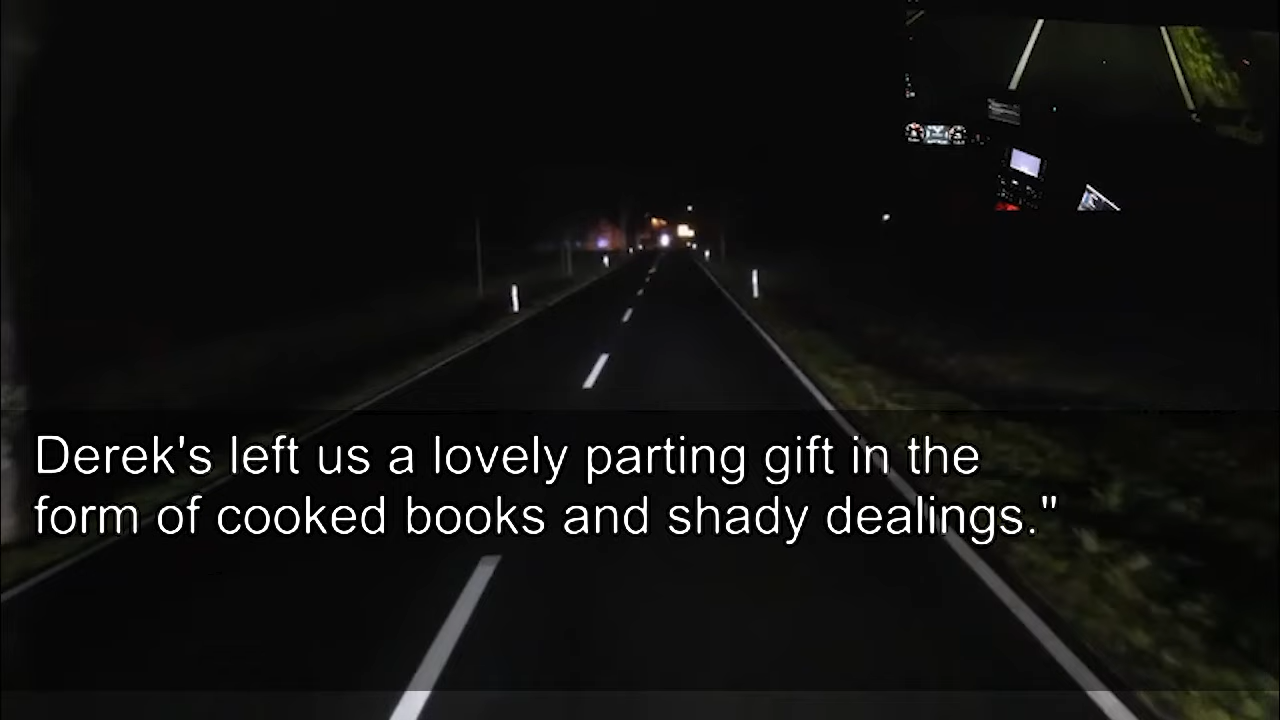 Derek's left us a lovely parting gift in the
form of cooked books and shady dealings."